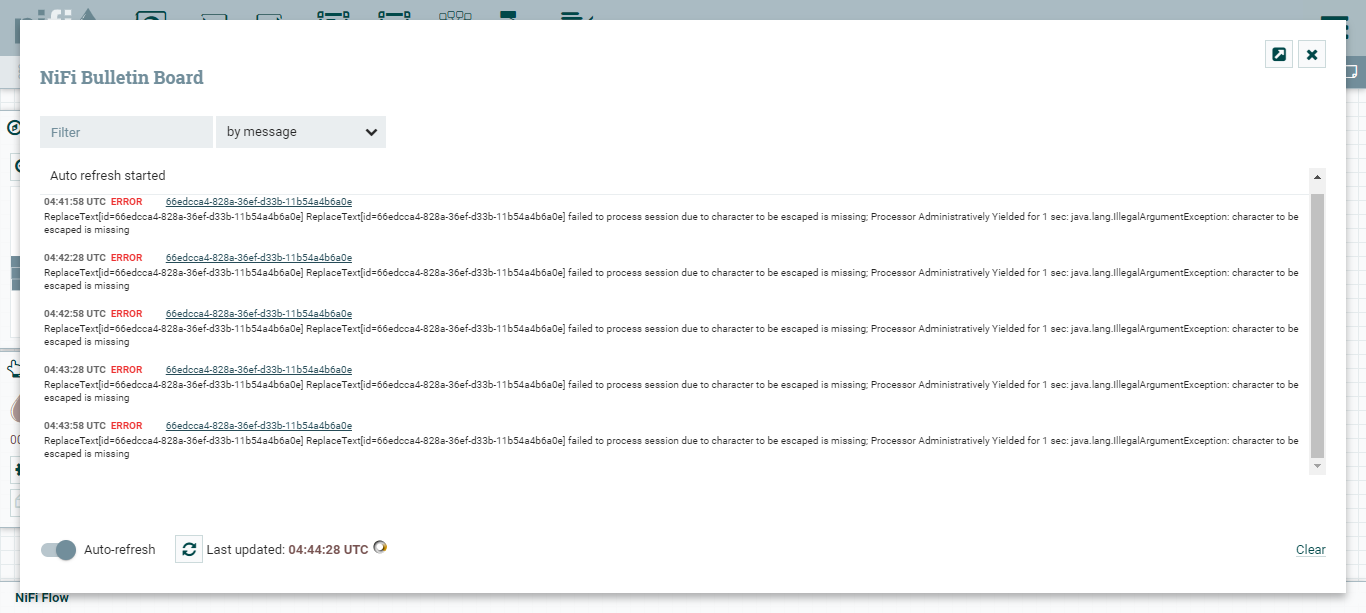 NiFi Bulletin Board
Filter
by message
Auto refresh started
04:41:58 UTC ERROR 66edcca4-828a-36ef-d33b-11b54a4b6a0e
ReplaceText[id=66edcca4-828a-36ef-d33b-11b54a4b6a0e] ReplaceText[id=66edcca4-828a-36ef-d33b-11b54a4b6a0e] failed to process session due to character to be escaped is missing; Processor Administratively Yielded for 1 sec: java.lang.IllegalArgumentException: character to be
escaped is missing
04:42:28 UTC ERROR 66edcca4-828a-36ef-d33b-11b54a4b6a0e
ReplaceText[id=66edcca4-828a-36ef-d33b-11b54a4b6a0e] ReplaceText[id=66edcca4-828a-36ef-d33b-11b54a4b6a0e] failed to process session due to character to be escaped is missing; Processor Administratively Yielded for 1 sec: java.lang.IllegalArgumentException: character to be
escaped is missing
04:42:58 UTC ERROR 66edcca4-828a-36ef-d33b-11b54a4b6a0e
ReplaceText[id=66edcca4-828a-36ef-d33b-11b54a4b6a0e] ReplaceText[id=66edcca4-828a-36ef-d33b-11b54a4b6a0e] failed to process session due to character to be escaped is missing; Processor Administratively Yielded for 1 sec: java.lang.IllegalArgumentException: character to be
escaped is missing
04:43:28 UTC ERROR 66edcca4-828a-36ef-d33b-11b54a4b6a0e
ReplaceText[id=66edcca4-828a-36ef-d33b-11b54a4b6a0e] ReplaceText[id=66edcca4-828a-36ef-d33b-11b54a4b6a0e] failed to process session due to character to be escaped is missing; Processor Administratively Yielded for 1 sec: java.lang.IllegalArgumentException: character to be
escaped is missing
04:43:58 UTC ERROR 66edcca4-828a-36ef-d33b-11b54a4b6a0e
ReplaceText[id=66edcca4-828a-36ef-d33b-11b54a4b6a0e] ReplaceText[id=66edcca4-828a-36ef-d33b-11b54a4b6a0e] failed to process session due to character to be escaped is missing; Processor Administratively Yielded for 1 sec: java.lang.IllegalArgumentException: character to be
escaped is missing
Auto-refresh
Last updated: 04:44:28 UTC
Clear
NiFi Flow